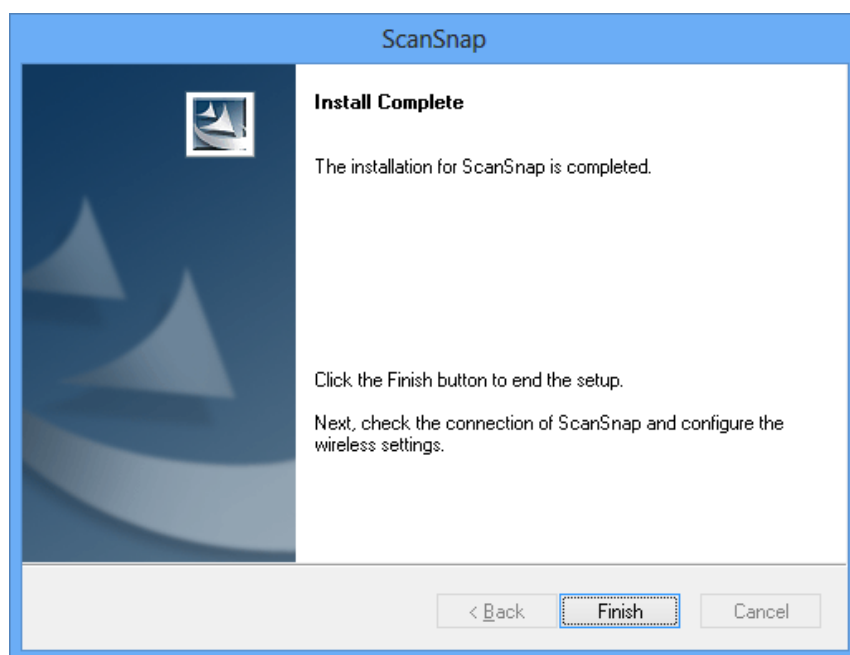 ScanSnap
Install Complete
The installation for ScanSnap is completed.
Click the Finish button to end the setup.
Next, check the connection of ScanSnap and configure the
wireless settings.
< Back
Finish
Cancel